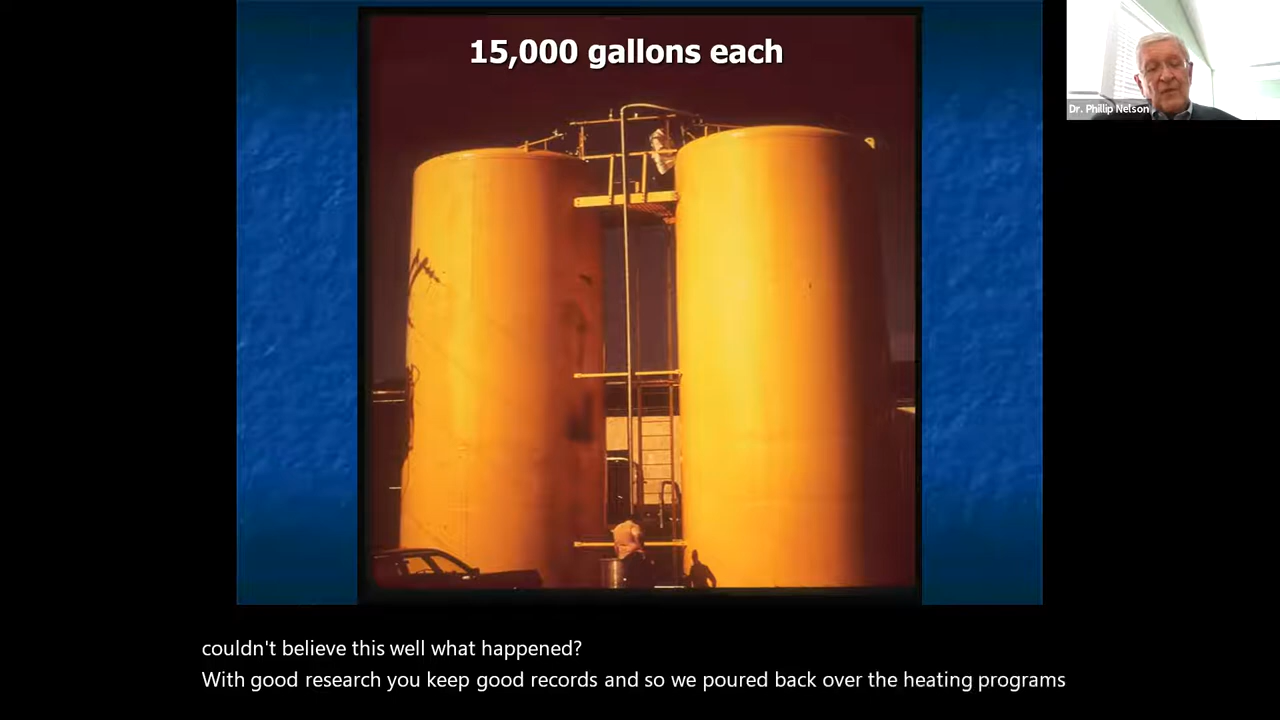 15,000 gallons each
Dr. Phillip Nelson
couldn't believe this well what happened?
With good research you keep good records and so we poured back over the heating programs